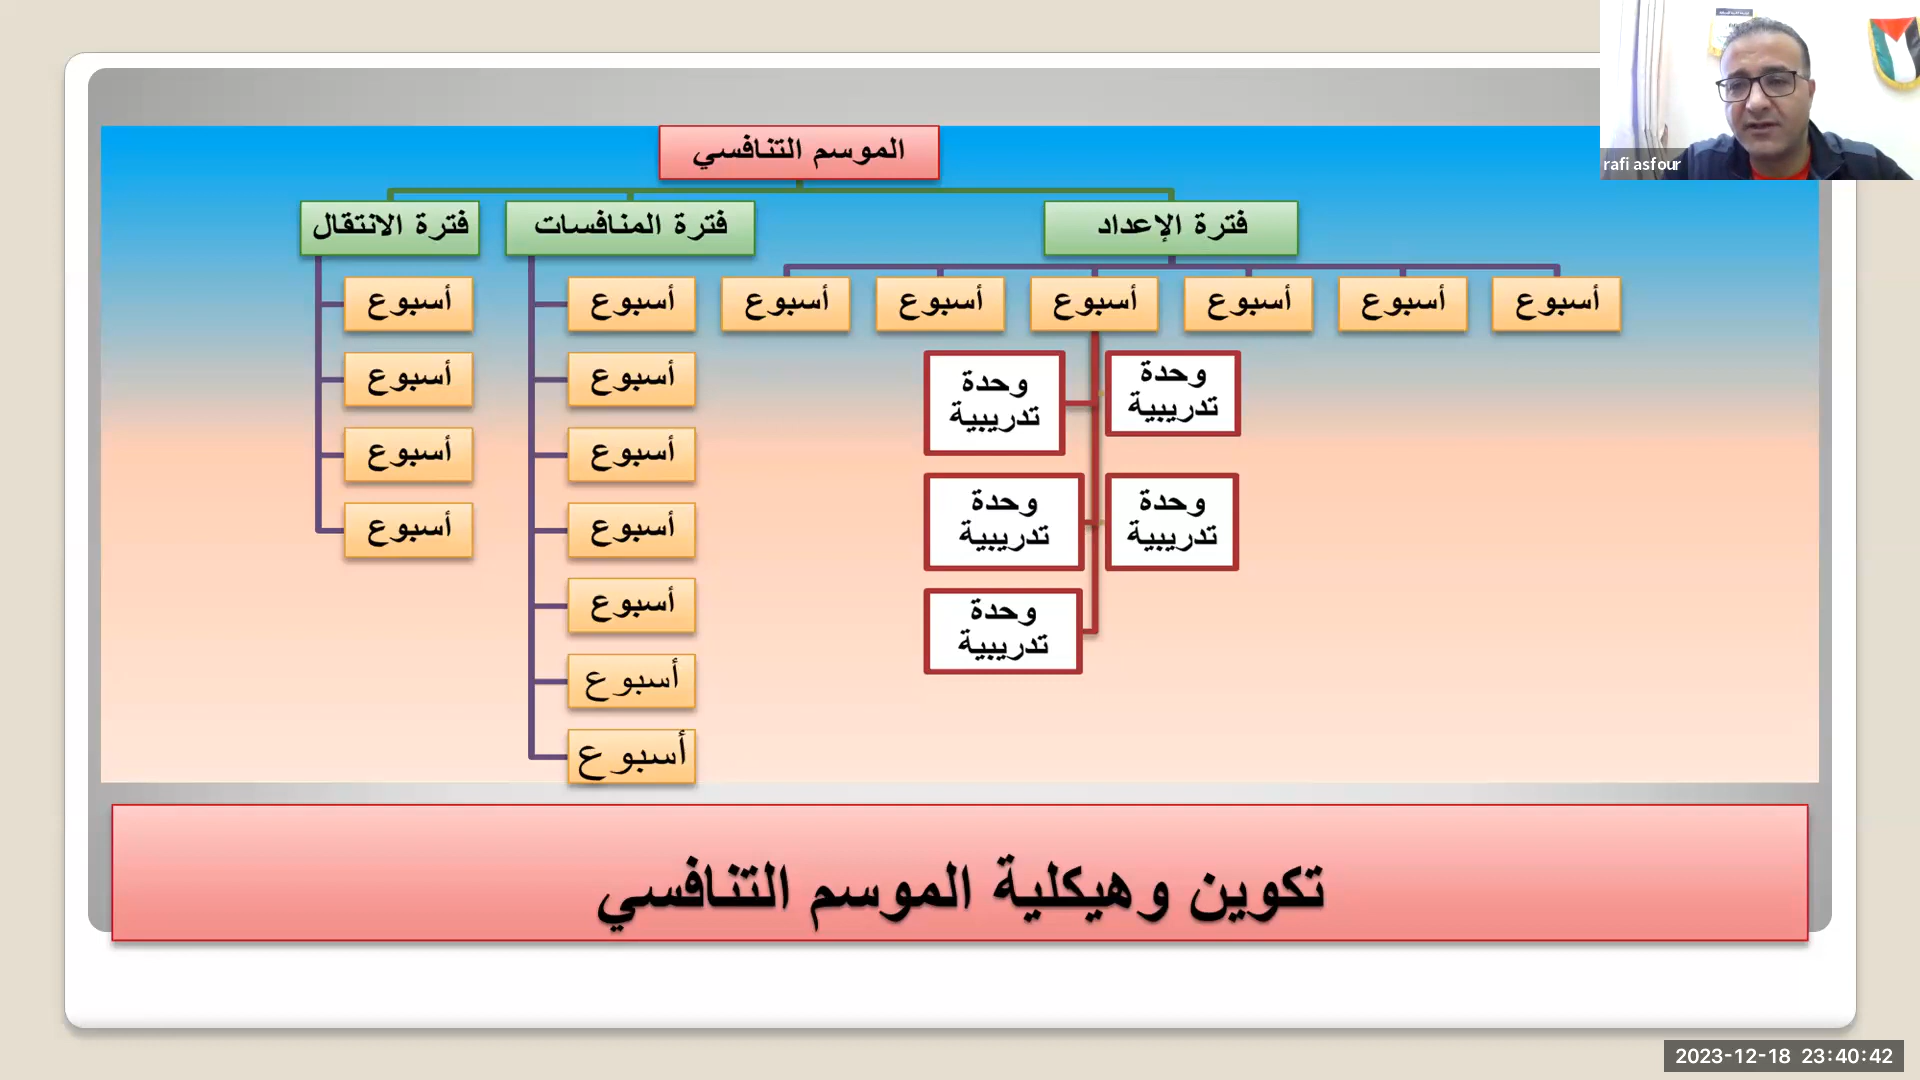 الموسم التنافسي
فترة الإعداد
فترة المنافسات
فترة الانتقال
أسبوع
أسبوع
أسبوع
أسبوع
أسبوع
أسبوع
وحدة
تدريبية
وحدة
تدريبية
وحدة
تدريبية
وحدة
تدريبية
وحدة
تدريبية
أسبوع
أسبوع
أسبوع
أسبوع
أسبوع
أسبوع
أسبوع
أسبوع
أسبوع
أسبوع
أسبوع
تكوين وهيكلية الموسم التنافسي
rafi asfour
2023-12-18 23:40:42